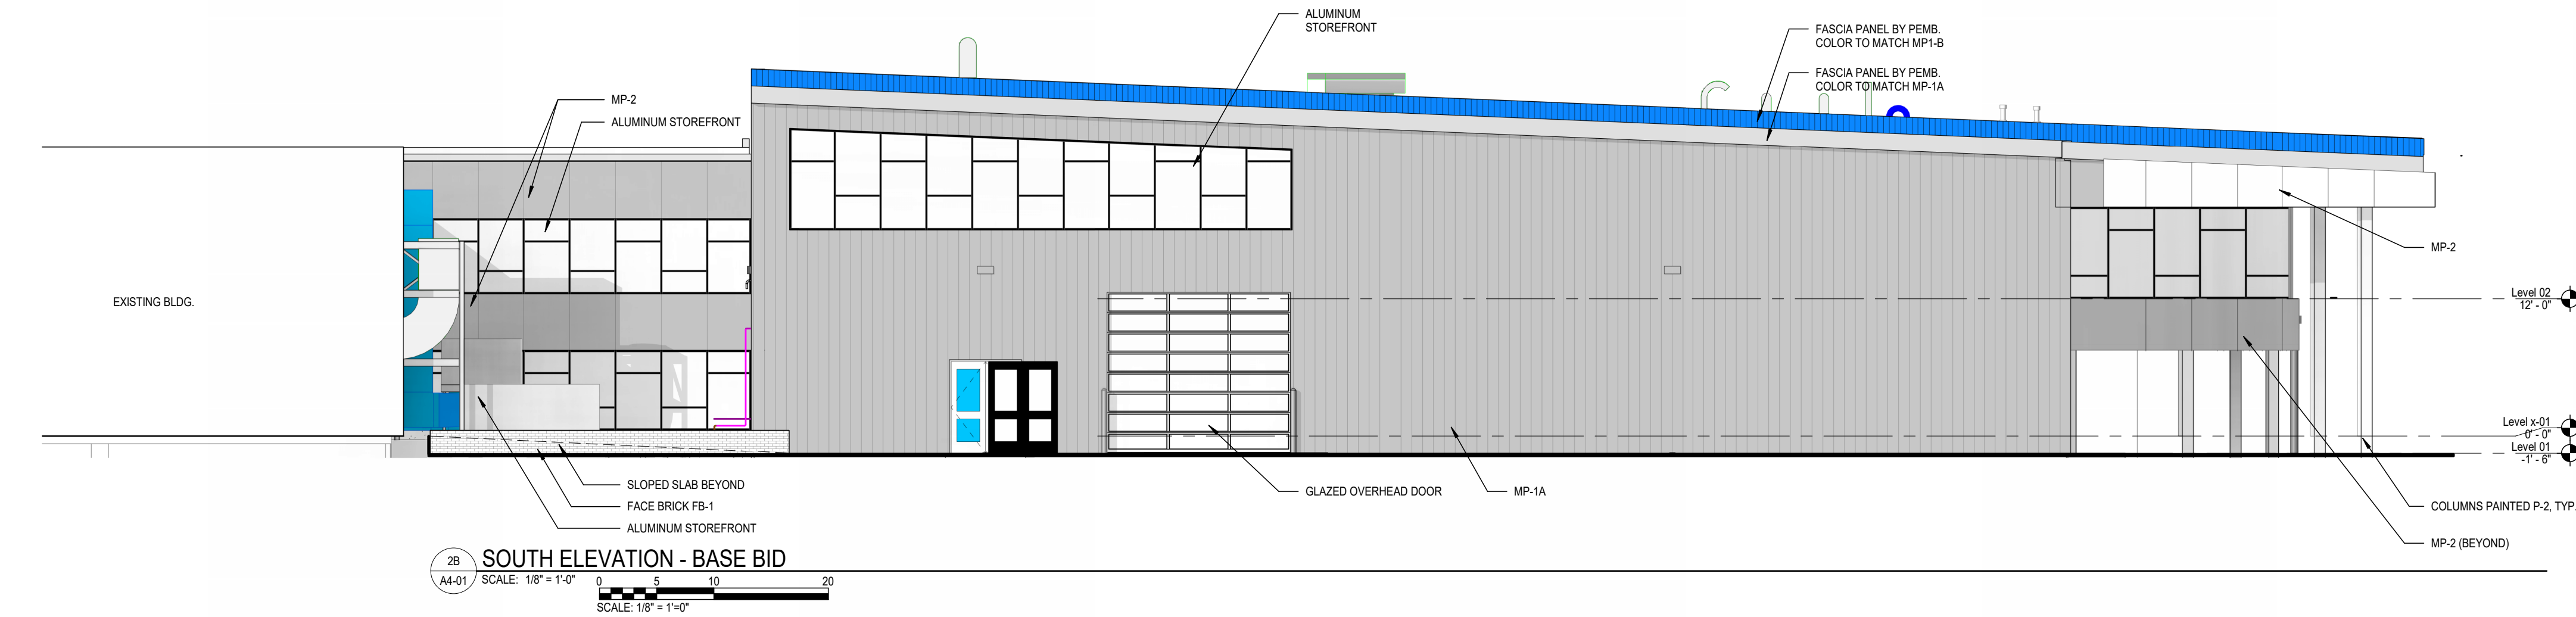 ALUMINUM
STOREFRONT
FASCIA PANEL BY PEMB.
COLOR TO MATCH MP1-B
FASCIA PANEL BY PEMB.
COLOR TO MATCH MP-1A
MP-2
ALUMINUM STOREFRONT
MP-2
EXISTING BLDG.
Level 02
12' - 0"
Level x-01
0' - 0"
Level 01
-1' - 6"
SLOPED SLAB BEYOND
FACE BRICK FB-1
ALUMINUM STOREFRONT
GLAZED OVERHEAD DOOR
MP-1A
COLUMNS PAINTED P-2, TYP.
MP-2 (BEYOND)
2B
A4-01
SOUTH ELEVATION - BASE BID
SCALE: 1/8" = 1'-0"
0 5 10 20
SCALE: 1/8" = 1'=0"